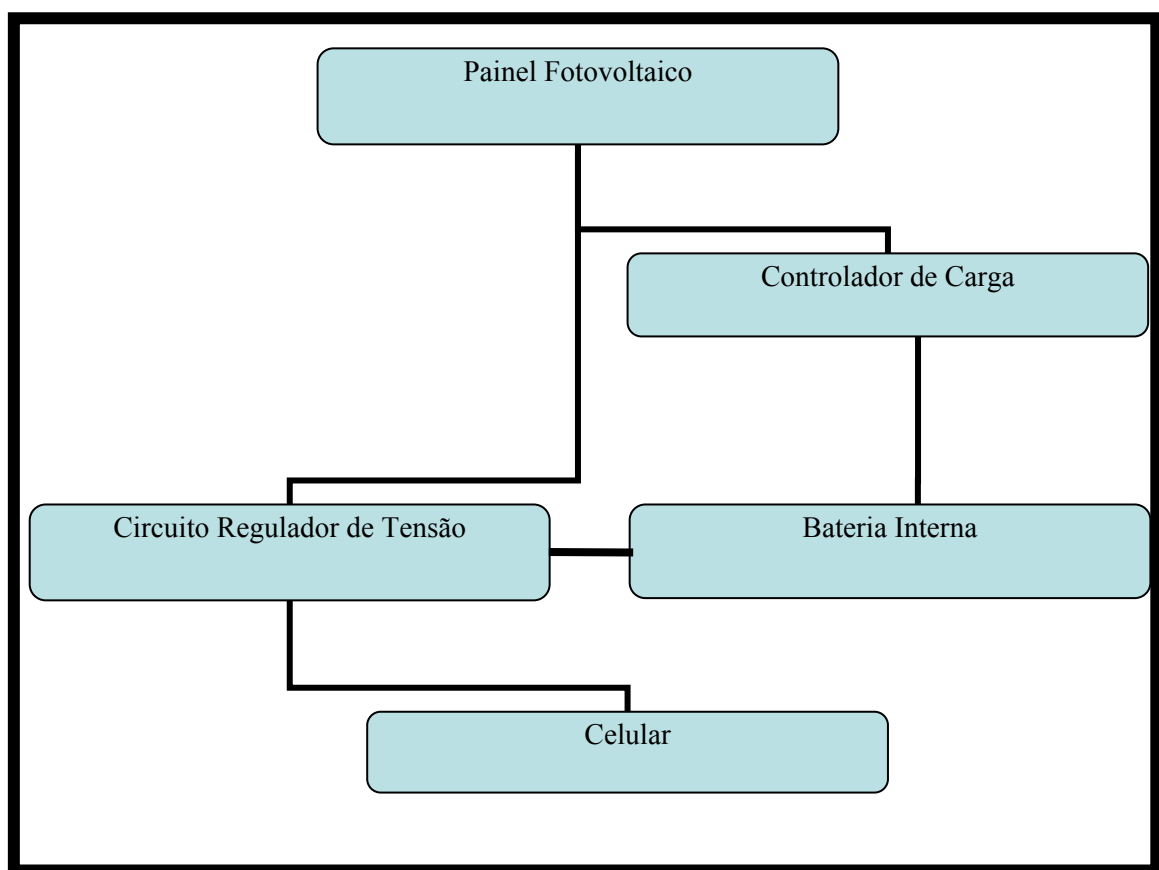 Painel Fotovoltaico
Controlador de Carga
Circuito Regulador de Tensão
Bateria Interna
Celular